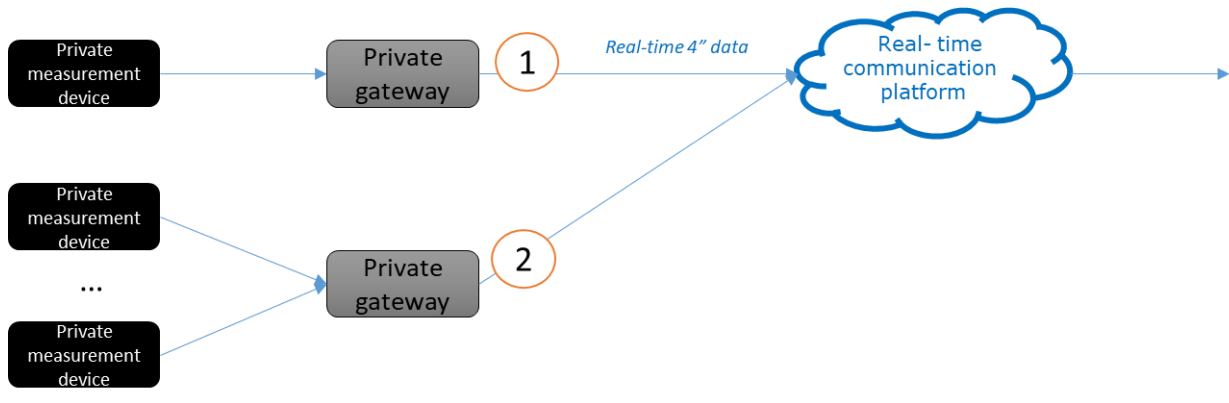 Private
measurement
device
Private
gateway
1
Real-time 4” data
Real- time
communication
platform
Private
measurement
device
...
Private
measurement
device
Private
gateway
2